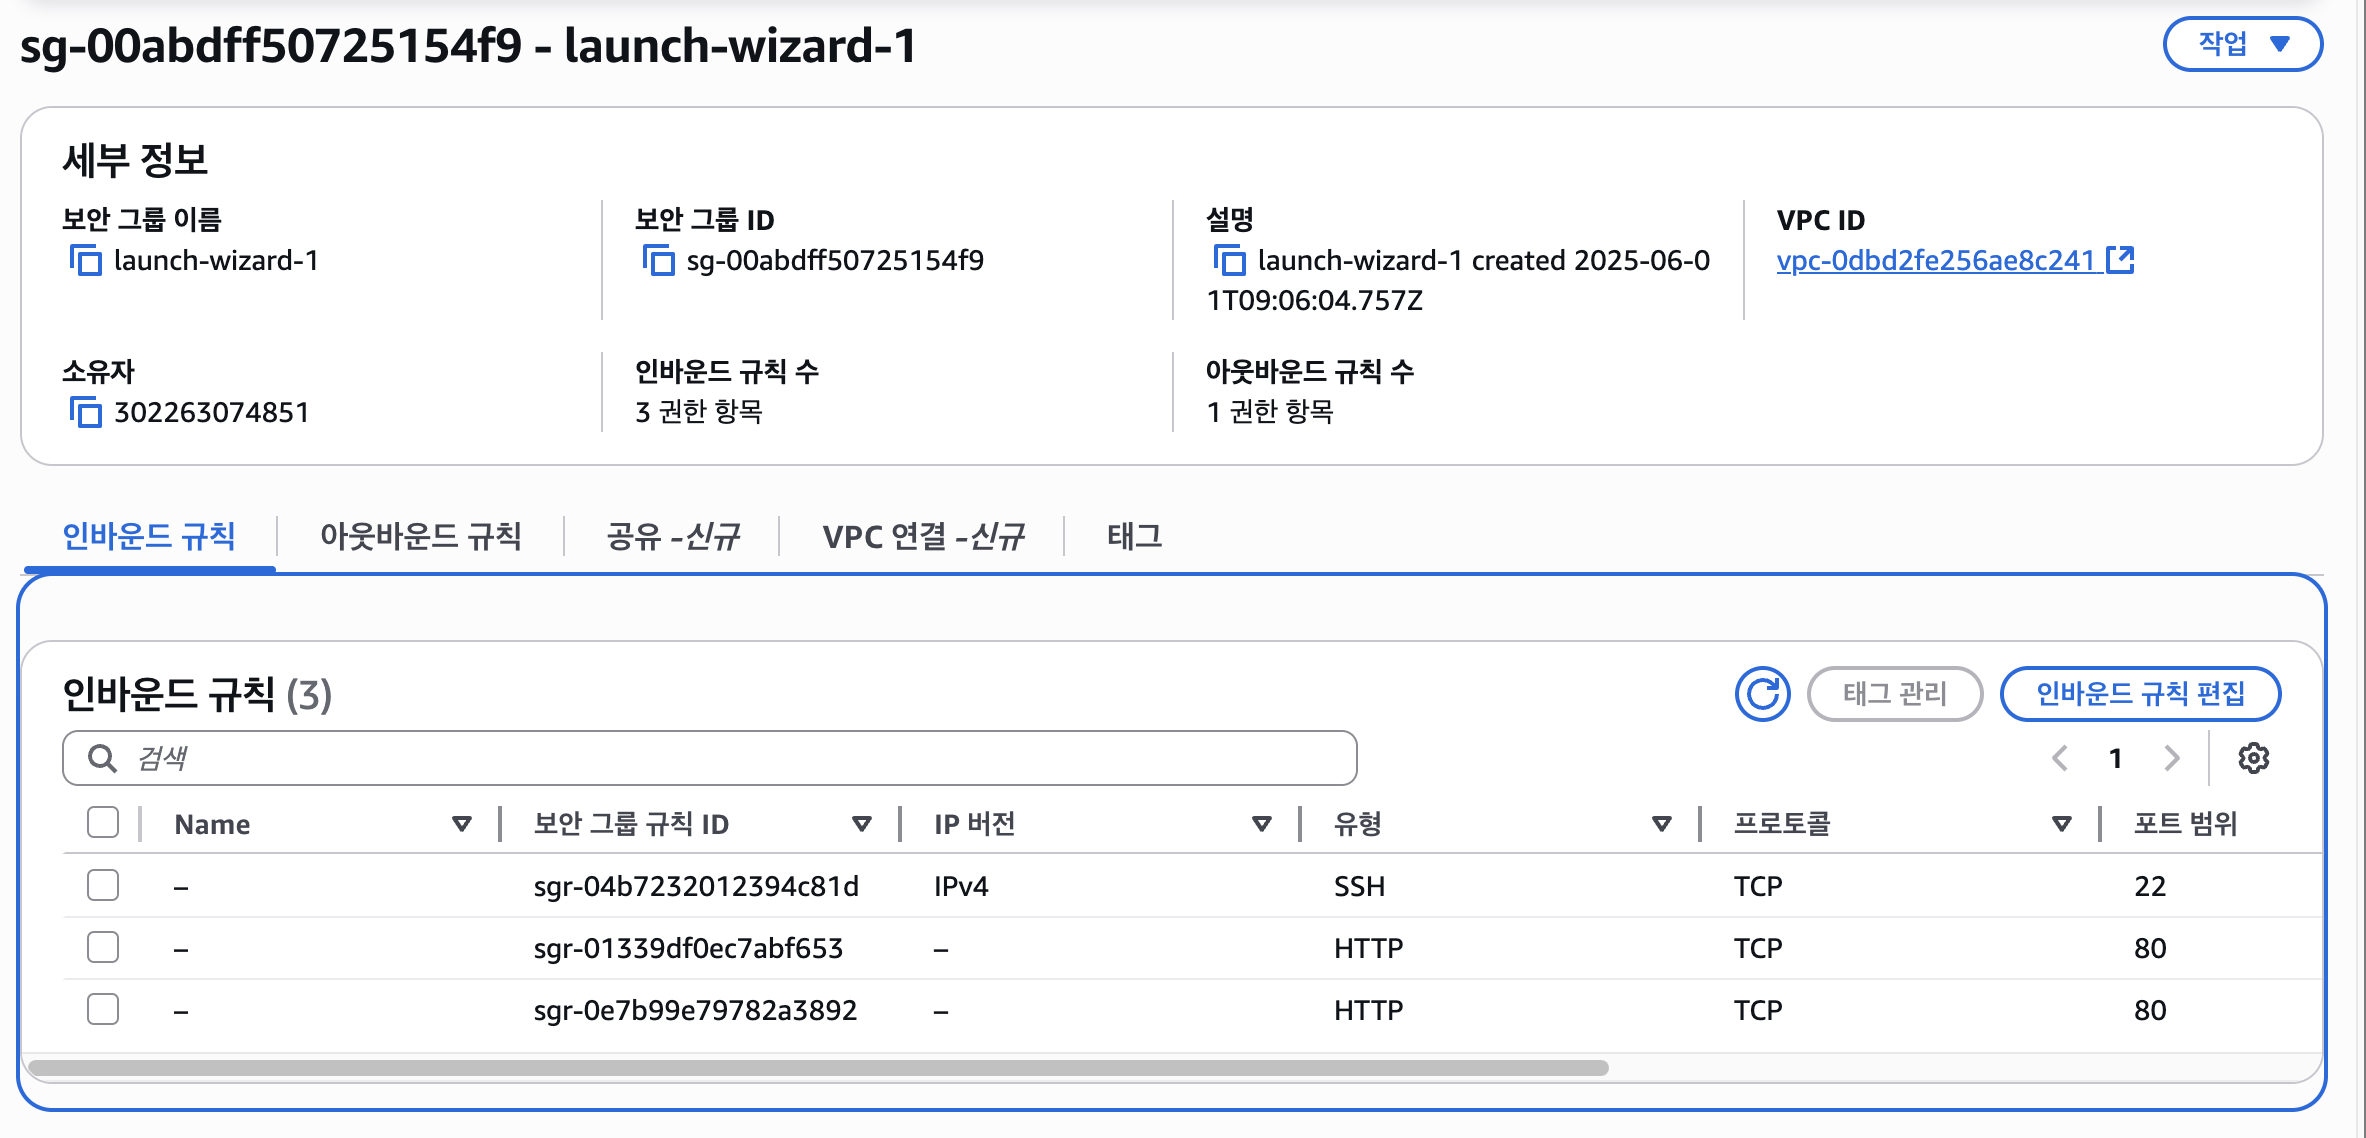 sg-00abdff50725154f9 - launch-wizard-1
작업
세부 정보
보안 그룹 이름
launch-wizard-1
보안 그룹 ID
sg-00abdff50725154f9
설명
launch-wizard-1 created 2025-06-0
1T09:06:04.757Z
VPC ID
vpc-0dbd2fe256ae8c241
소유자
302263074851
인바운드 규칙 수
3 권한 항목
아웃바운드 규칙 수
1 권한 항목
인바운드 규칙 아웃바운드 규칙 공유 -신규 VPC 연결 -신규 태그
인바운드 규칙 (3)
태그 관리 인바운드 규칙 편집
검색
1
Name 보안 그룹 규칙 ID IP 버전 유형 프로토콜 포트 범위
– sgr-04b7232012394c81d IPv4 SSH TCP 22
– sgr-01339df0ec7abf653 – HTTP TCP 80
– sgr-0e7b99e79782a3892 – HTTP TCP 80